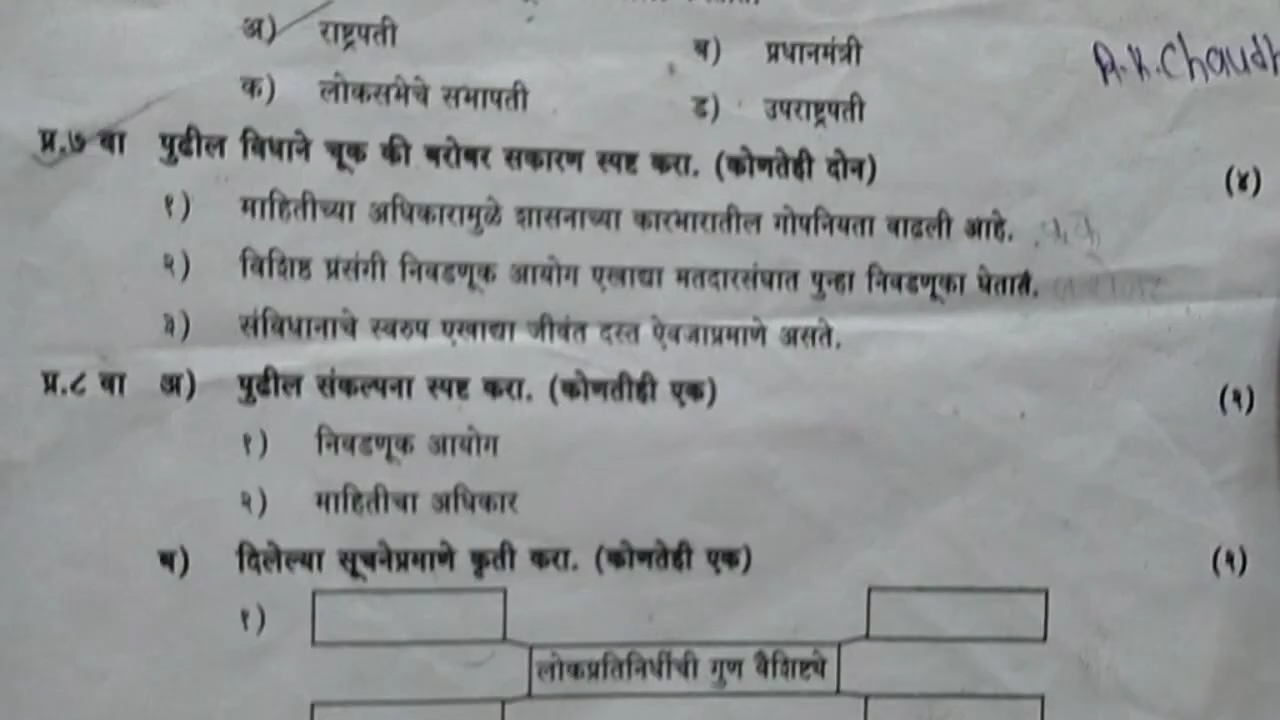 अ) राष्ट्रपती
ब) प्रधानमंत्री
A.K.Chaudh
क) लोकसभेचे सभापती
ड) उपराष्ट्रपती
प्र.७ वा पुढील विधाने चूक की बरोबर सकारण स्पष्ट करा. (कोणतेही दोन) (४)
१) माहितीच्या अधिकारामुळे शासनाच्या कारभारातील गोपनियता वाढली आहे.
२) विशिष्ठ प्रसंगी निवडणूक आयोग एखाद्या मतदारसंघात पुन्हा निवडणूका घेतात.
३) संविधानाचे स्वरुप एखाद्या जीवंत दस्त ऐवजाप्रमाणे असते.
प्र.८ वा अ) पुढील संकल्पना स्पष्ट करा. (कोणतीही एक) (२)
१) निवडणूक आयोग
२) माहितीचा अधिकार
ब) दिलेल्या सूचनेप्रमाणे कृती करा. (कोणतेही एक) (२)
१)
लोकप्रतिनिधींची गुण वैशिष्ट्ये